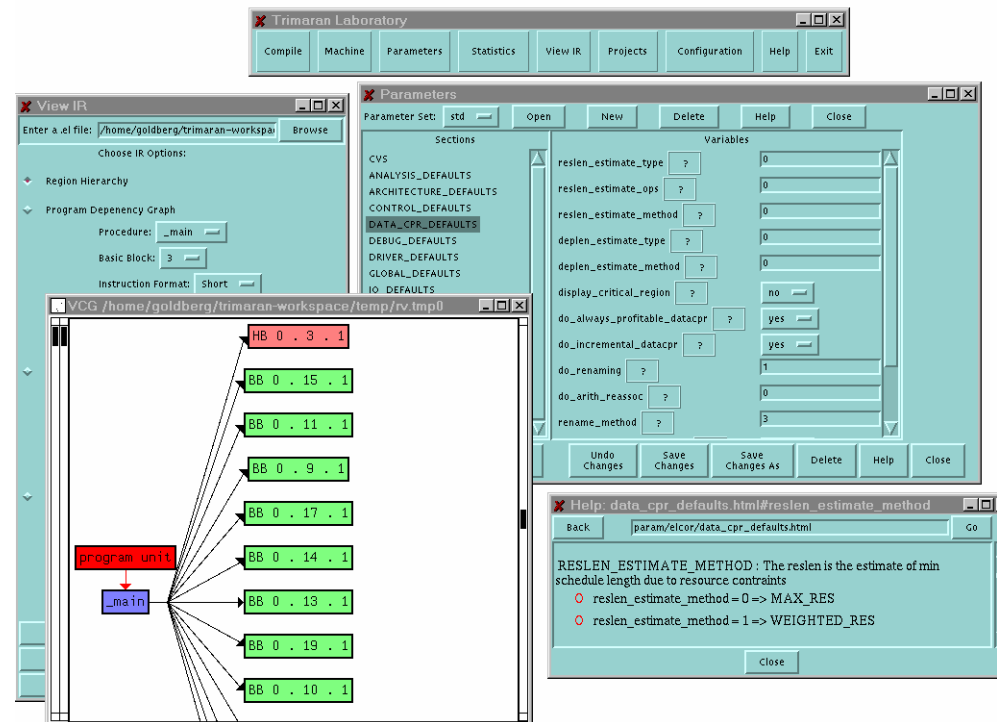 Trimaran Laboratory
Compile Machine Parameters Statistics View IR Projects Configuration Help Exit
View IR
Enter a .el file: /home/goldberg/trimaran-workspa Browse
Choose IR Options:
Region Hierarchy
Program Depenency Graph
Procedure: _main
Basic Block: 3
Instruction Format: Short
Parameters
Parameter Set: std Open New Delete Help Close
Sections
CVS
ANALYSIS_DEFAULTS
ARCHITECTURE_DEFAULTS
CONTROL_DEFAULTS
DATA_CPR_DEFAULTS
DEBUG_DEFAULTS
DRIVER_DEFAULTS
GLOBAL_DEFAULTS
IO_DEFAULTS
Variables
reslen_estimate_type ? 0
reslen_estimate_ops ? 0
reslen_estimate_method ? 0
deplen_estimate_type ? 0
deplen_estimate_method ? 0
display_critical_region ? no
do_always_profitable_datacpr ? yes
do_incremental_datacpr ? yes
do_renaming ? 1
do_arith_reassoc ? 0
rename_method ? 3
Undo Changes Save Changes Save Changes As Delete Help Close
VCG /home/goldberg/trimaran-workspace/temp/rv.tmp0
HB 0 . 3 . 1
BB 0 . 15 . 1
BB 0 . 11 . 1
BB 0 . 9 . 1
BB 0 . 17 . 1
BB 0 . 14 . 1
BB 0 . 13 . 1
BB 0 . 19 . 1
BB 0 . 10 . 1
program unit
_main
Help: data_cpr_defaults.html#reslen_estimate_method
Back param/elcor/data_cpr_defaults.html Go
RESLEN_ESTIMATE_METHOD : The reslen is the estimate of min
schedule length due to resource contraints
reslen_estimate_method = 0 => MAX_RES
reslen_estimate_method = 1 => WEIGHTED_RES
Close